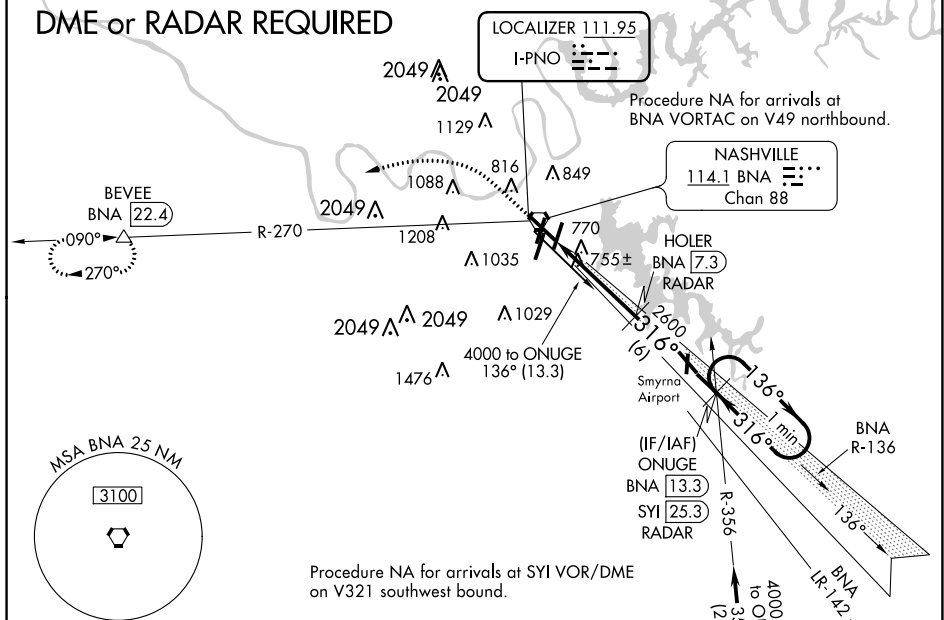 DME or RADAR REQUIRED
LOCALIZER 111.95
I-PNO
2049
2049
1129
Procedure NA for arrivals at
BNA VORTAC on V49 northbound.
NASHVILLE
114.1 BNA
Chan 88
816
849
1088
BEVEE
BNA 22.4
2049
090°
270°
R-270
1208
770
755±
1035
HOLER
BNA 7.3
RADAR
2049
2049
1029
2600
316°
(6)
4000 to ONUGE
136° (13.3)
1476
Smyrna
Airport
136°
1 min
316°
BNA
R-136
(IF/IAF)
ONUGE
BNA 13.3
SYI 25.3
RADAR
R-356
136°
MSA BNA 25 NM
3100
BNA
LR-142
Procedure NA for arrivals at SYI VOR/DME
on V321 southwest bound.
4000